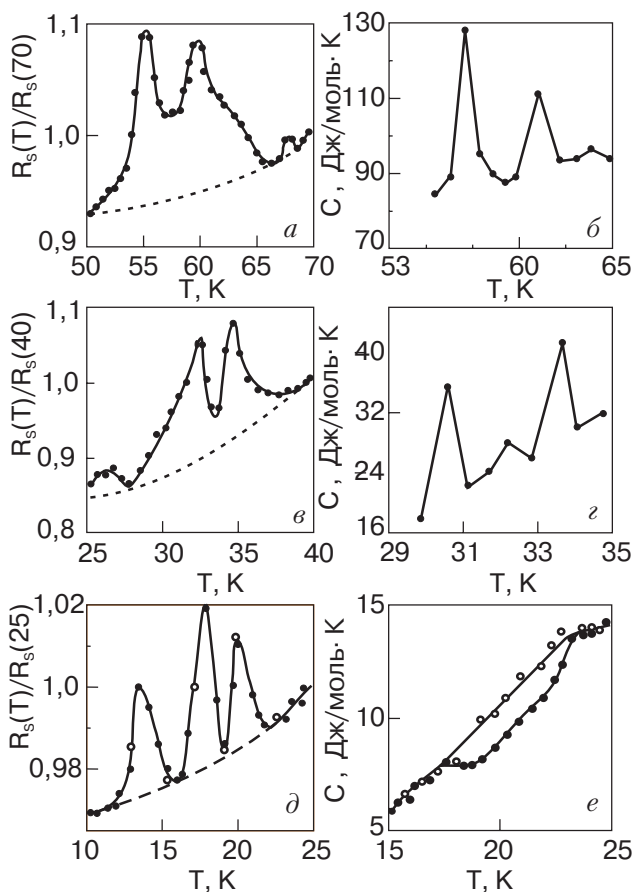 R_s(T)/R_s(70)
1,1
1,0
0,9
50 55 60 65 70
T, K
а
C, Дж/моль·К
130
110
90
70
53 60 65
T, K
б
R_s(T)/R_s(40)
1,1
1,0
0,9
0,8
25 30 35 40
T, K
в
C, Дж/моль·К
40
32
24
16
29 31 33 35
T, K
г
R_s(T)/R_s(25)
1,02
1,00
0,98
10 15 20 25
T, K
д
C, Дж/моль·К
15
10
5
15 20 25
T, K
е